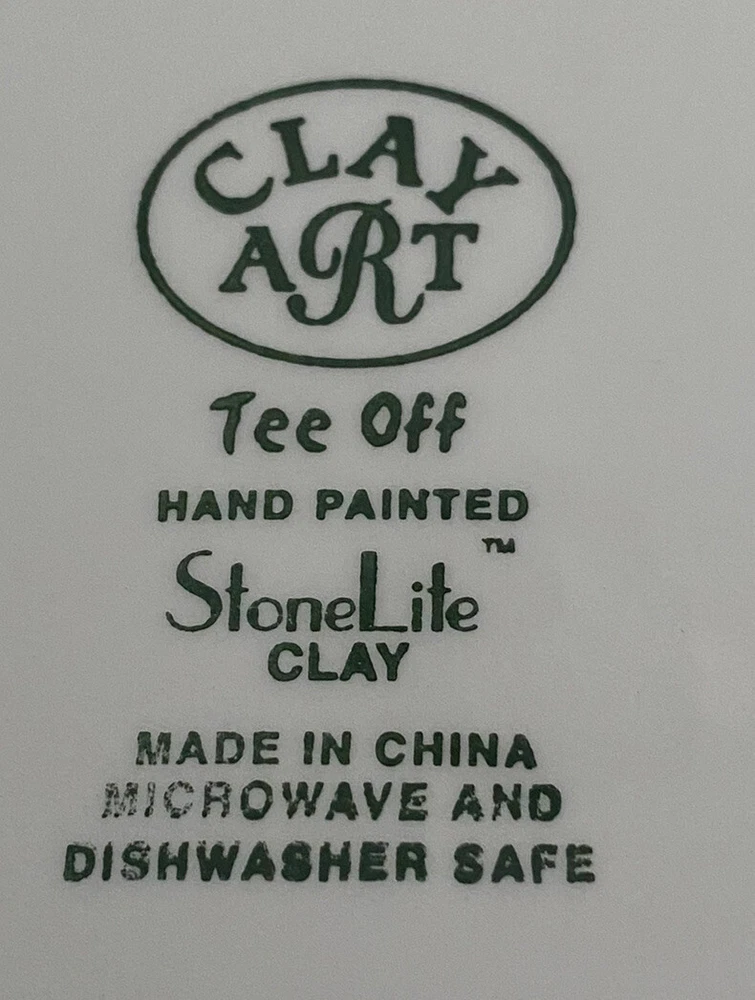 CLAY
ART
Tee Off
HAND PAINTED
StoneLite™
CLAY
MADE IN CHINA
MICROWAVE AND
DISHWASHER SAFE